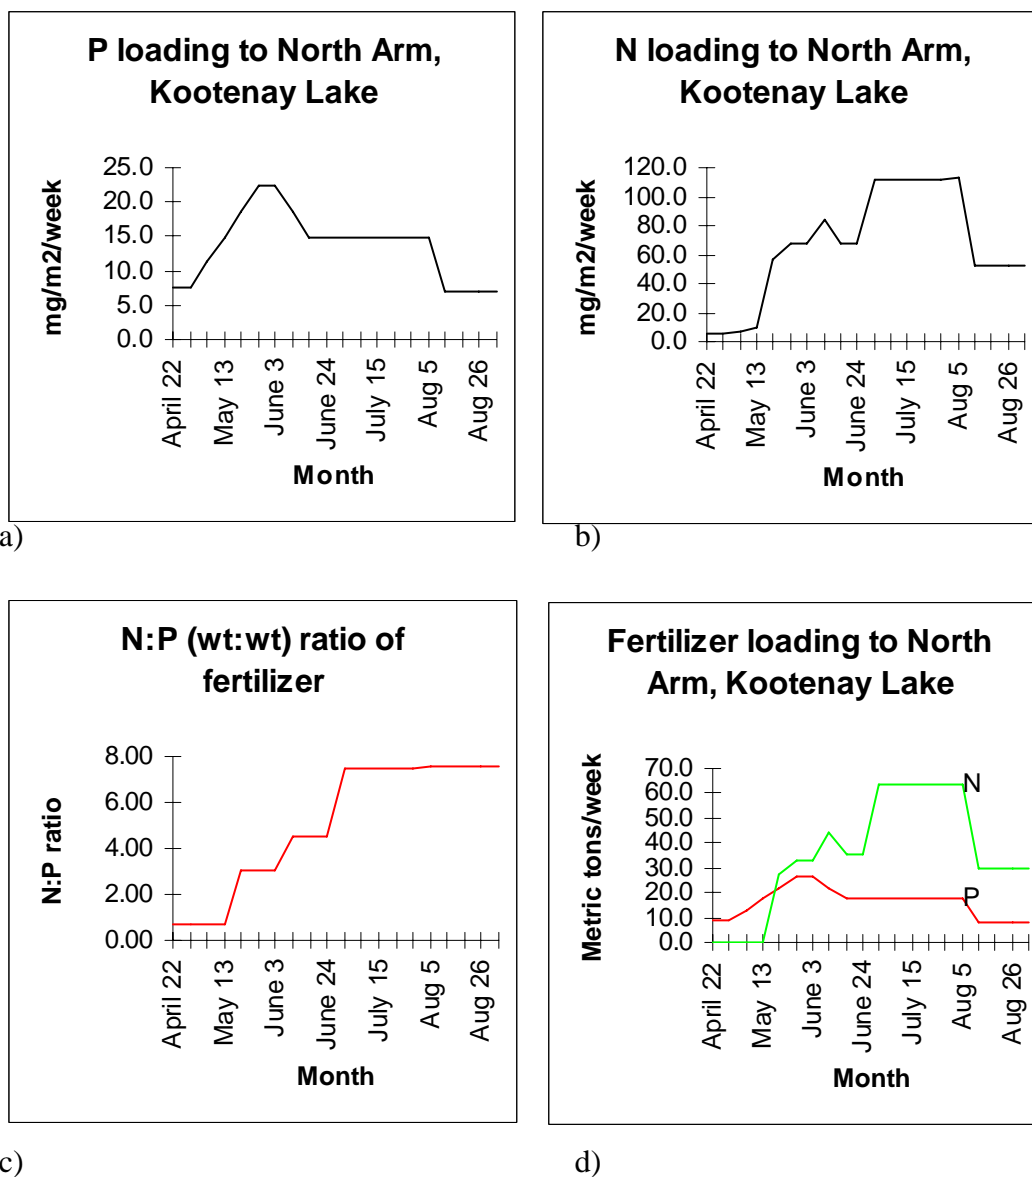 P loading to North Arm,
Kootenay Lake
mg/m2/week
25.0
20.0
15.0
10.0
5.0
0.0
April 22
May 13
June 3
June 24
July 15
Aug 5
Aug 26
Month
a)
N loading to North Arm,
Kootenay Lake
mg/m2/week
120.0
100.0
80.0
60.0
40.0
20.0
0.0
April 22
May 13
June 3
June 24
July 15
Aug 5
Aug 26
Month
b)
N:P (wt:wt) ratio of
fertilizer
N:P ratio
8.00
6.00
4.00
2.00
0.00
April 22
May 13
June 3
June 24
July 15
Aug 5
Aug 26
Month
c)
Fertilizer loading to North
Arm, Kootenay Lake
Metric tons/week
70.0
60.0
50.0
40.0
30.0
20.0
10.0
0.0
N
P
April 22
May 13
June 3
June 24
July 15
Aug 5
Aug 26
Month
d)